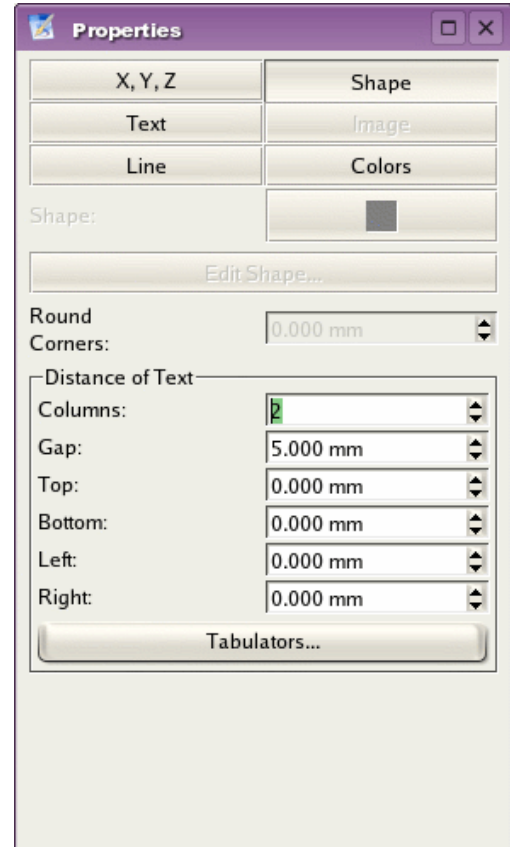 Properties
X, Y, Z Shape
Text Image
Line Colors
Shape:
Edit Shape...
Round
Corners:
0.000 mm
Distance of Text
Columns: 2
Gap: 5.000 mm
Top: 0.000 mm
Bottom: 0.000 mm
Left: 0.000 mm
Right: 0.000 mm
Tabulators...